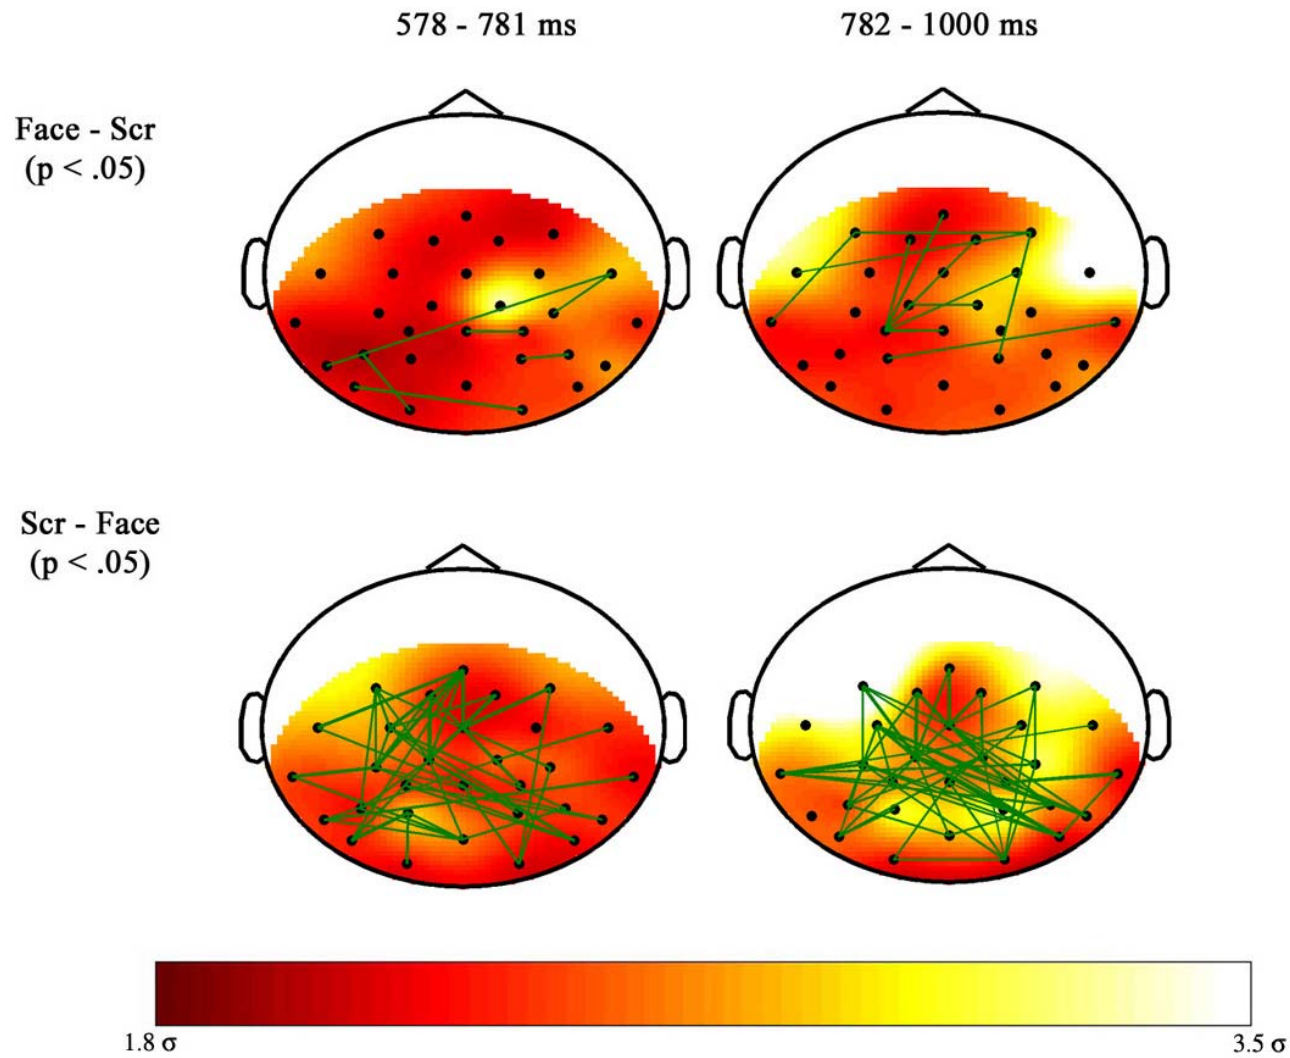 578 - 781 ms
782 - 1000 ms
Face - Scr
(p < .05)
Scr - Face
(p < .05)
1.8 σ
3.5 σ